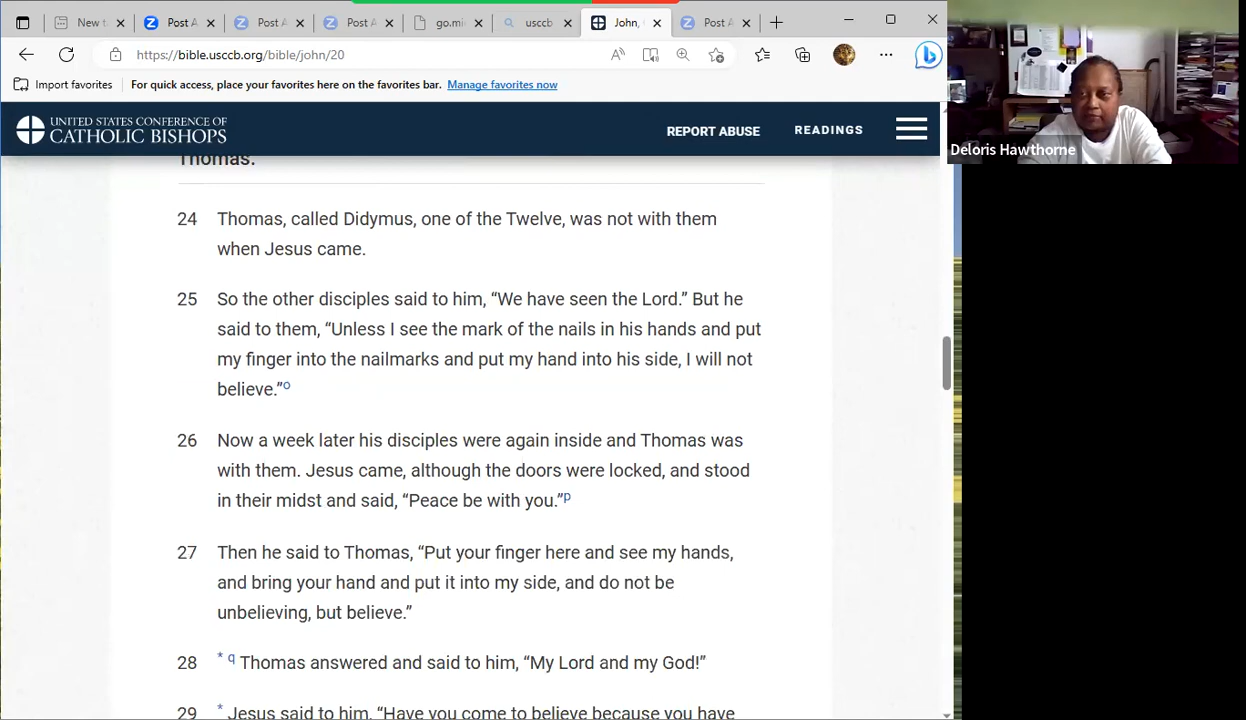 New ta
Post A
Post A
Post A
go.mi
usccb
John,
Post A
https://bible.usccb.org/bible/john/20
Import favorites
For quick access, place your favorites here on the favorites bar. Manage favorites now
UNITED STATES CONFERENCE OF
CATHOLIC BISHOPS
REPORT ABUSE
READINGS
Deloris Hawthorne
Thomas.
24 Thomas, called Didymus, one of the Twelve, was not with them
when Jesus came.
25 So the other disciples said to him, “We have seen the Lord.” But he
said to them, “Unless I see the mark of the nails in his hands and put
my finger into the nailmarks and put my hand into his side, I will not
believe.”o
26 Now a week later his disciples were again inside and Thomas was
with them. Jesus came, although the doors were locked, and stood
in their midst and said, “Peace be with you.”p
27 Then he said to Thomas, “Put your finger here and see my hands,
and bring your hand and put it into my side, and do not be
unbelieving, but believe.”
28 * q Thomas answered and said to him, “My Lord and my God!”
29 * Jesus said to him, “Have you come to believe because you have